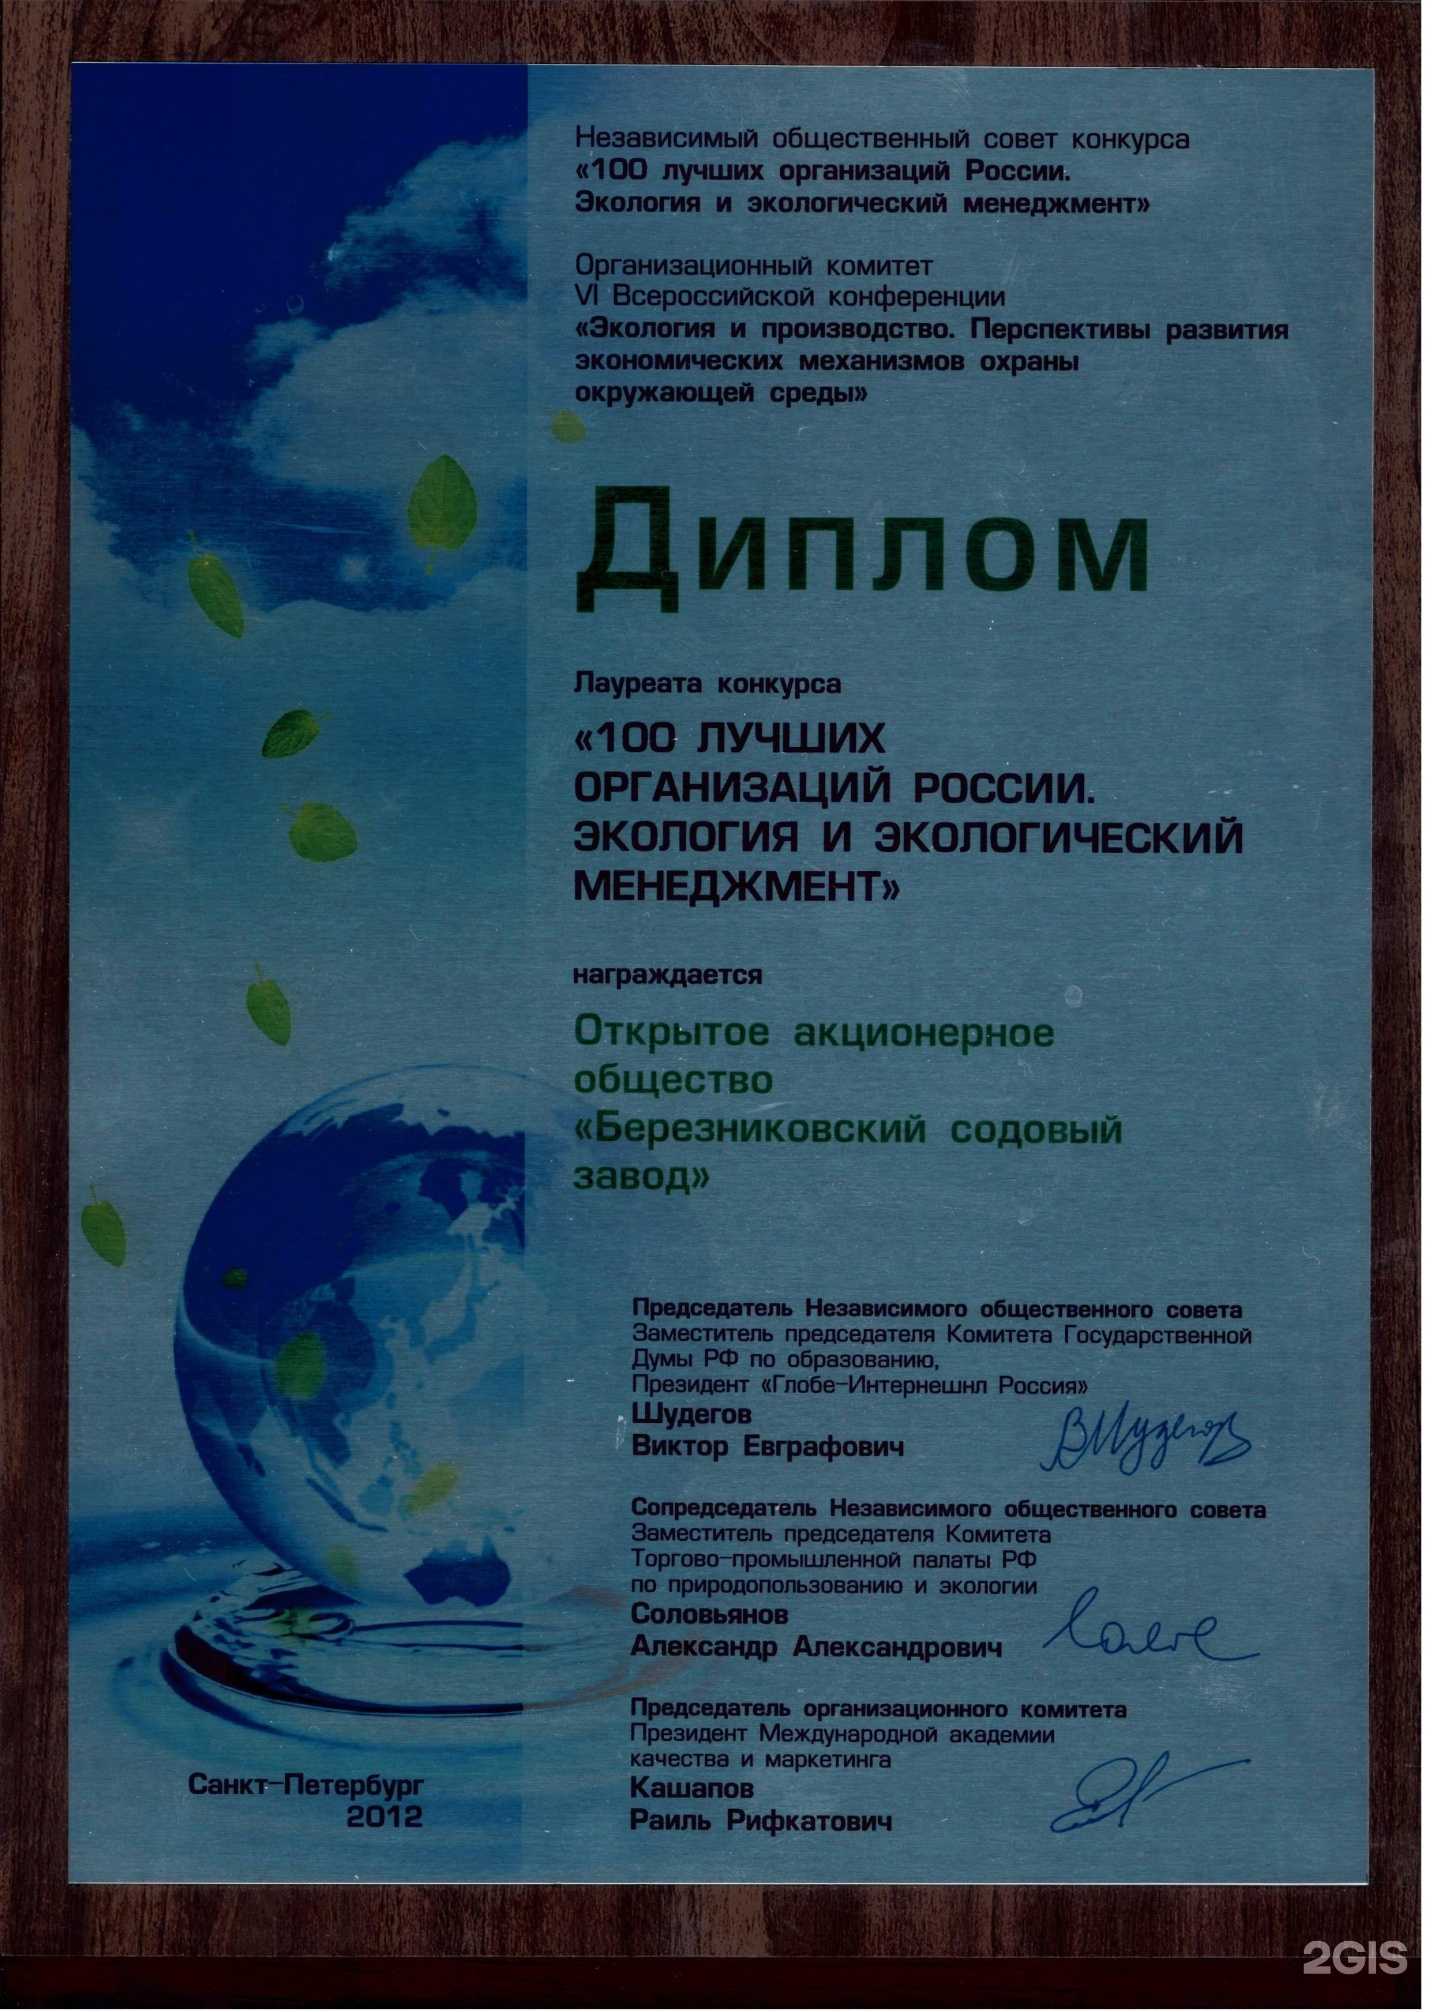 Независимый общественный совет конкурса
«100 лучших организаций России.
Экология и экологический менеджмент»
Организационный комитет
VI Всероссийской конференции
«Экология и производство. Перспективы развития
экономических механизмов охраны
окружающей среды»
Диплом
Лауреата конкурса
«100 ЛУЧШИХ
ОРГАНИЗАЦИЙ РОССИИ.
ЭКОЛОГИЯ И ЭКОЛОГИЧЕСКИЙ
МЕНЕДЖМЕНТ»
награждается
Открытое акционерное
общество
«Березниковский содовый
завод»
Председатель Независимого общественного совета
Заместитель председателя Комитета Государственной
Думы РФ по образованию,
Президент «Глобе-Интернешнл Россия»
Шудегов
Виктор Евграфович
ВШудегов
Сопредседатель Независимого общественного совета
Заместитель председателя Комитета
Торгово-промышленной палаты РФ
по природопользованию и экологии
Соловьянов
Александр Александрович
Председатель организационного комитета
Президент Международной академии
качества и маркетинга
Кашапов
Раиль Рифкатович
Санкт-Петербург
2012
2GIS